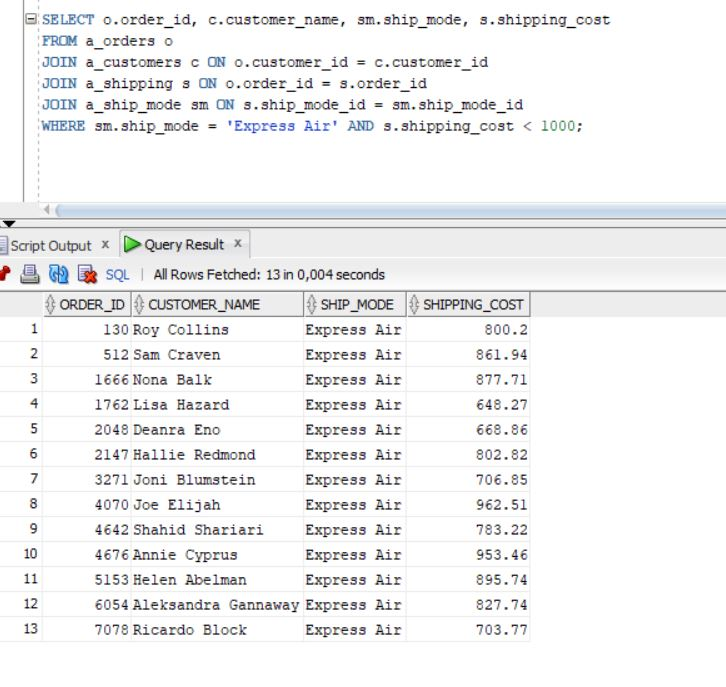 SELECT o.order_id, c.customer_name, sm.ship_mode, s.shipping_cost
FROM a_orders o
JOIN a_customers c ON o.customer_id = c.customer_id
JOIN a_shipping s ON o.order_id = s.order_id
JOIN a_ship_mode sm ON s.ship_mode_id = sm.ship_mode_id
WHERE sm.ship_mode = 'Express Air' AND s.shipping_cost < 1000;
Script Output x Query Result x
SQL | All Rows Fetched: 13 in 0,004 seconds
ORDER_ID CUSTOMER_NAME SHIP_MODE SHIPPING_COST
1 130 Roy Collins Express Air 800.2
2 512 Sam Craven Express Air 861.94
3 1666 Nona Balk Express Air 877.71
4 1762 Lisa Hazard Express Air 648.27
5 2048 Deanra Eno Express Air 668.86
6 2147 Hallie Redmond Express Air 802.82
7 3271 Joni Blumstein Express Air 706.85
8 4070 Joe Elijah Express Air 962.51
9 4642 Shahid Shariari Express Air 783.22
10 4676 Annie Cyprus Express Air 953.46
11 5153 Helen Abelman Express Air 895.74
12 6054 Aleksandra Gannaway Express Air 827.74
13 7078 Ricardo Block Express Air 703.77